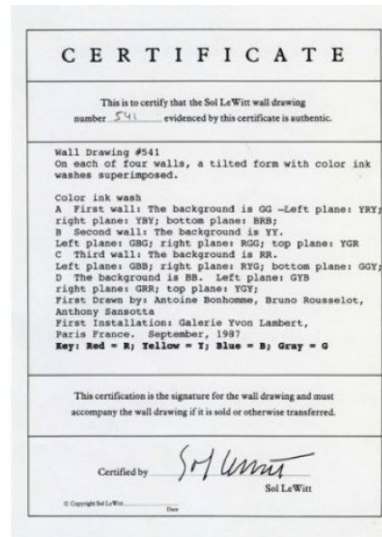 CERTIFICATE
This is to certify that the Sol LeWitt wall drawing
number 541 evidenced by this certificate is authentic.
Wall Drawing #541
On each of four walls, a tilted form with color ink
washes superimposed.
Color ink wash
A First wall: The background is GG —Left plane: YRY;
right plane: YBY; bottom plane: BRB;
B Second wall: The background is YY.
Left plane: GBG; right plane: RGG; top plane: YGR
C Third wall: The background is RR.
Left plane: GBB; right plane: RYG; bottom plane: GGY;
D The background is BB. Left plane: GYB
right plane: GRR; top plane: YGY;
First Drawn by: Antoine Bonhomme, Bruno Rousselot,
Anthony Sansotta
First Installation: Galerie Yvon Lambert,
Paris France. September, 1987
Key: Red = R; Yellow = Y; Blue = B; Gray = G
This certification is the signature for the wall drawing and must
accompany the wall drawing if it is sold or otherwise transferred.
Certified by Sol LeWitt
Sol LeWitt
© Copyright Sol LeWitt
Date